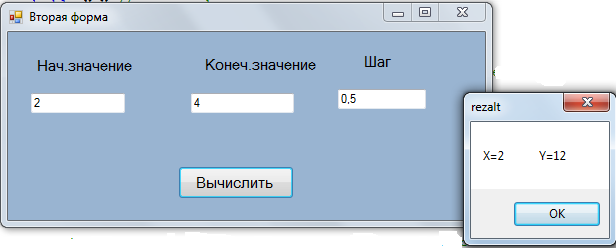 Вторая форма
Нач.значение Конеч.значение Шаг
2 4 0,5
Вычислить
rezalt
X=2 Y=12
OK